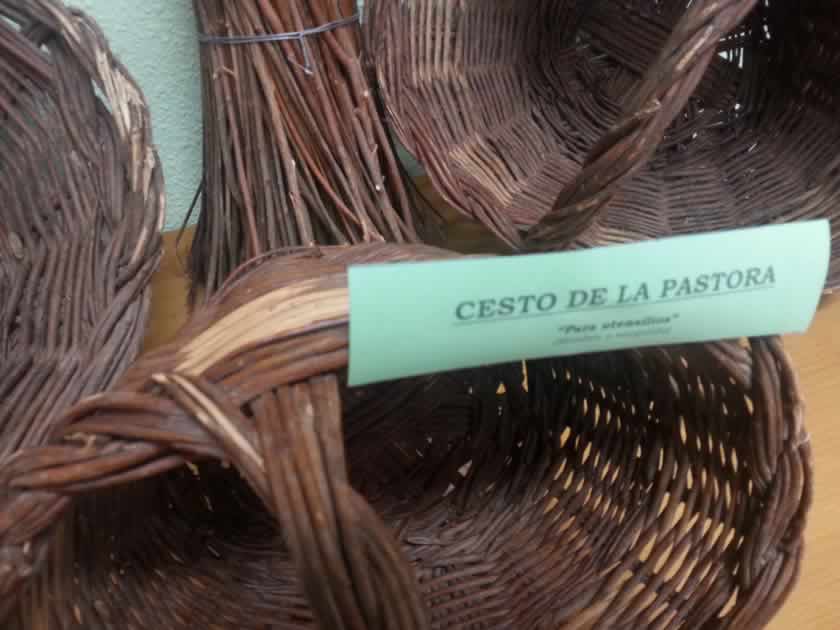 CESTO DE LA PASTORA
"Para utensilios"